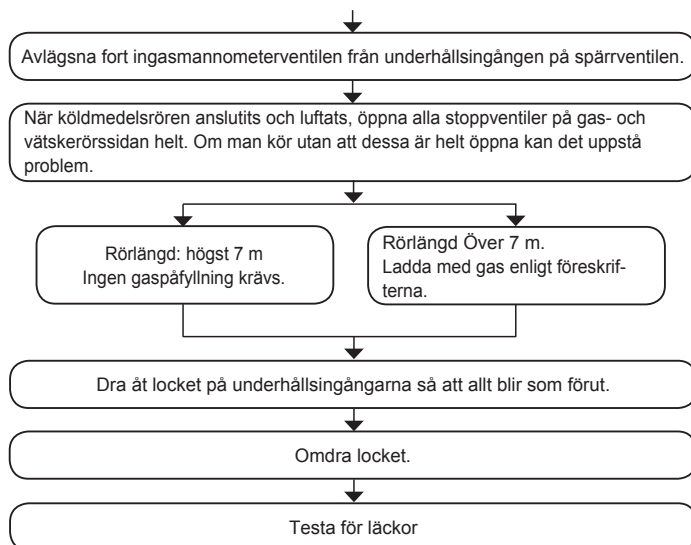 Avlägsna fort ingasmannometerventilen från underhållsingången på spärrventilen.
När köldmedelsrören anslutits och luftats, öppna alla stoppventiler på gas- och
vätskerörssidan helt. Om man kör utan att dessa är helt öppna kan det uppstå
problem.
Rörlängd: högst 7 m
Ingen gaspåfyllning krävs.
Rörlängd Över 7 m.
Ladda med gas enligt föreskrif-
terna.
Dra åt locket på underhållsingångarna så att allt blir som förut.
Omdra locket.
Testa för läckor